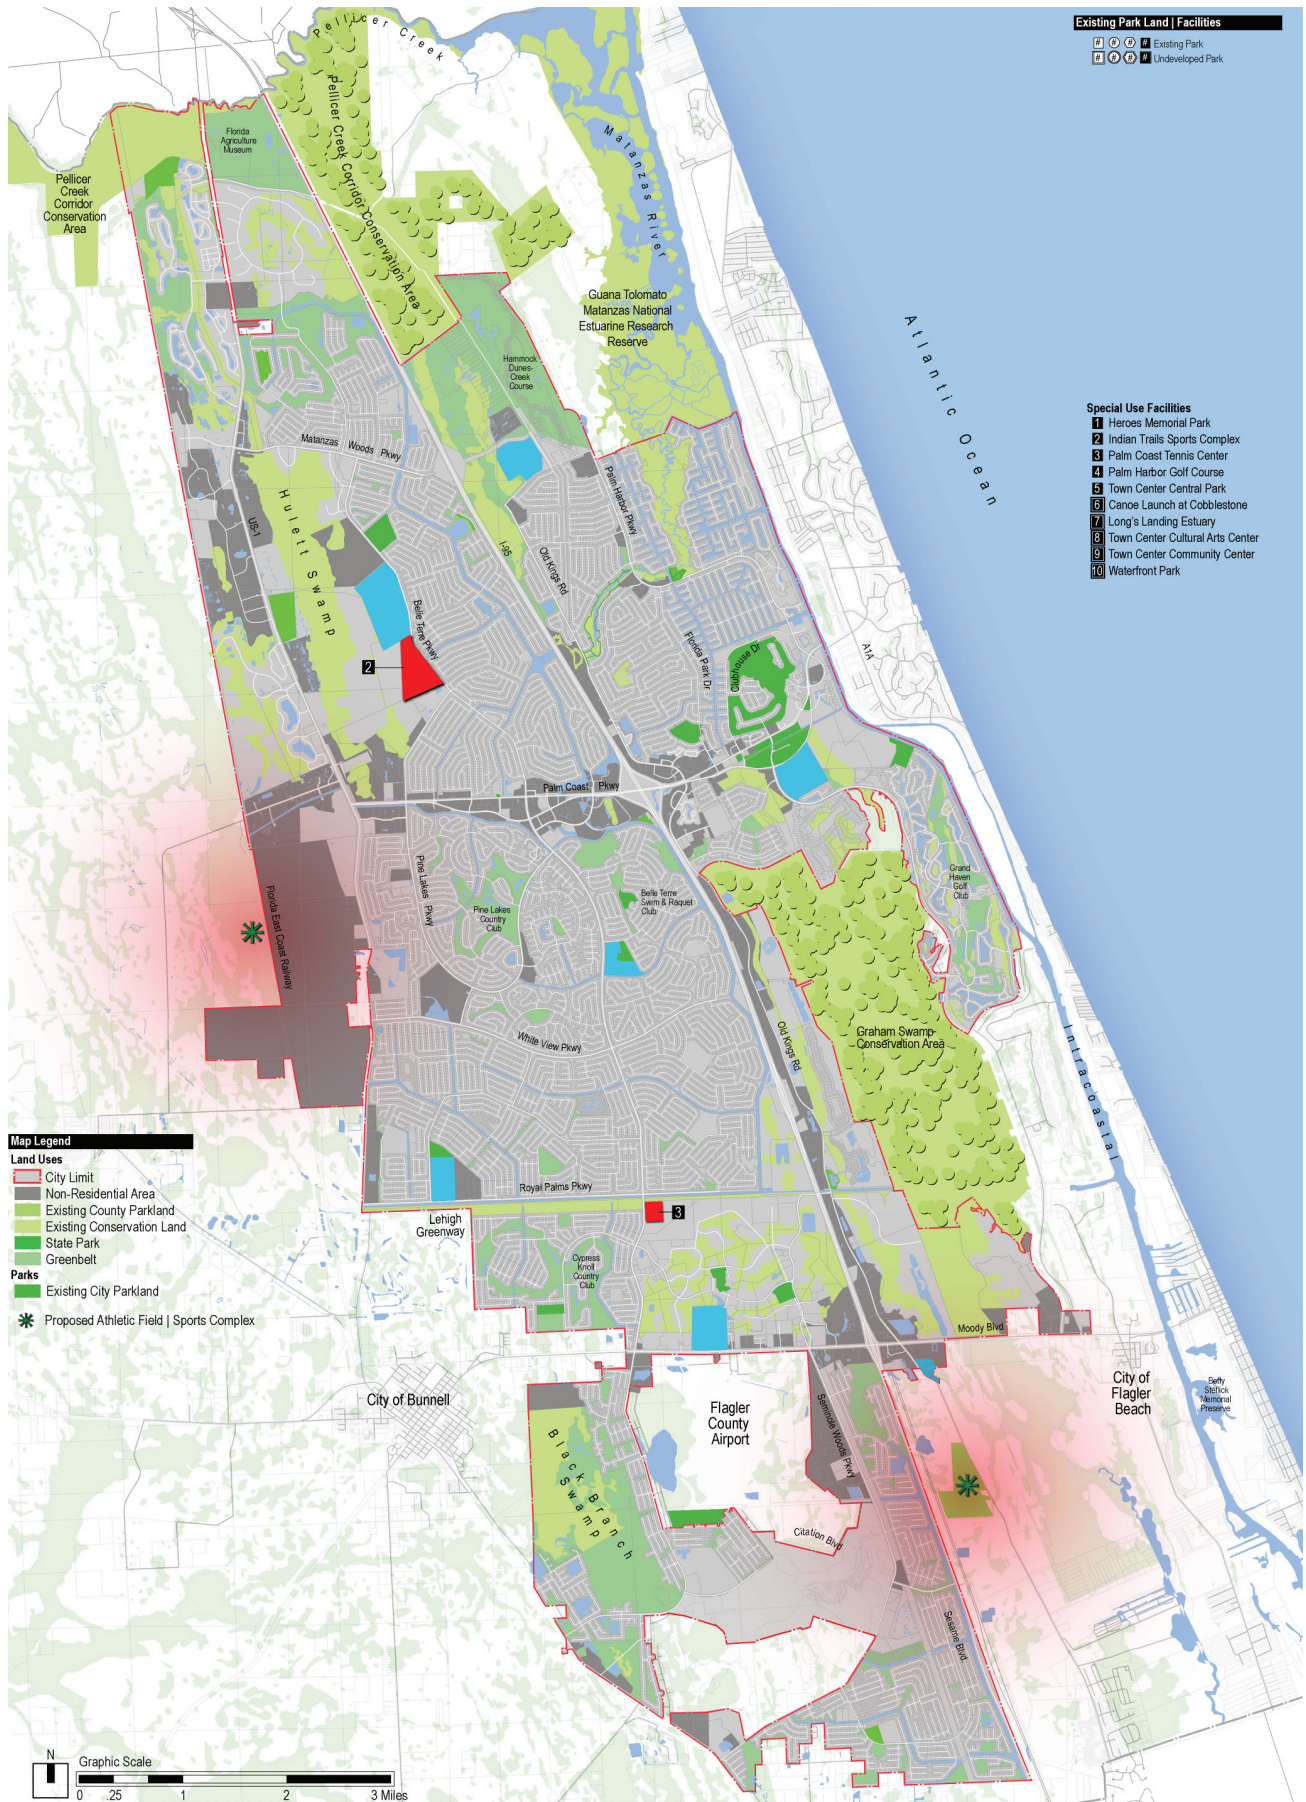 Existing Park Land | Facilities
# # # # Existing Park
# # # # Undeveloped Park
Pellicer Creek
Pellicer Creek Corridor Conservation Area
Florida
Agriculture
Museum
Matanzas River
Pellicer
Creek
Corridor
Conservation
Area
Guana Tolomato
Matanzas National
Estuarine Research
Reserve
Atlantic Ocean
Hammock
Dunes-
Creek
Course
Special Use Facilities
1 Heroes Memorial Park
2 Indian Trails Sports Complex
3 Palm Coast Tennis Center
4 Palm Harbor Golf Course
5 Town Center Central Park
6 Canoe Launch at Cobblestone
7 Long's Landing Estuary
8 Town Center Cultural Arts Center
9 Town Center Community Center
10 Waterfront Park
Matanzas Woods Pkwy
Palm Harbor Pkwy
Hulett Swamp
US-1
I-95
Old Kings Rd
Belle Terre Pkwy
Florida Park Dr
Clubhouse Dr
A1A
2
Palm Coast Pkwy
Pine Lakes Pkwy
Florida East Coast Railway
Pine Lakes
Country
Club
Belle Terre
Swim & Raquet
Club
Grand
Haven
Golf
Club
Old Kings Rd
Graham Swamp-
Conservation Area
White View Pkwy
Intracoastal
Map Legend
Land Uses
City Limit
Non-Residential Area
Existing County Parkland
Existing Conservation Land
State Park
Greenbelt
Parks
Existing City Parkland
Proposed Athletic Field | Sports Complex
Royal Palms Pkwy
Lehigh
Greenway
3
Cypress
Knoll
Country
Club
Moody Blvd
City of Bunnell
Flagler
County
Airport
City of
Flagler
Beach
Betty
Steflick
Memorial
Preserve
Seminole Woods Pkwy
Black Branch
Swamp
Citation Blvd
Sesame Blvd.
N
Graphic Scale
0 .25 1 2 3 Miles